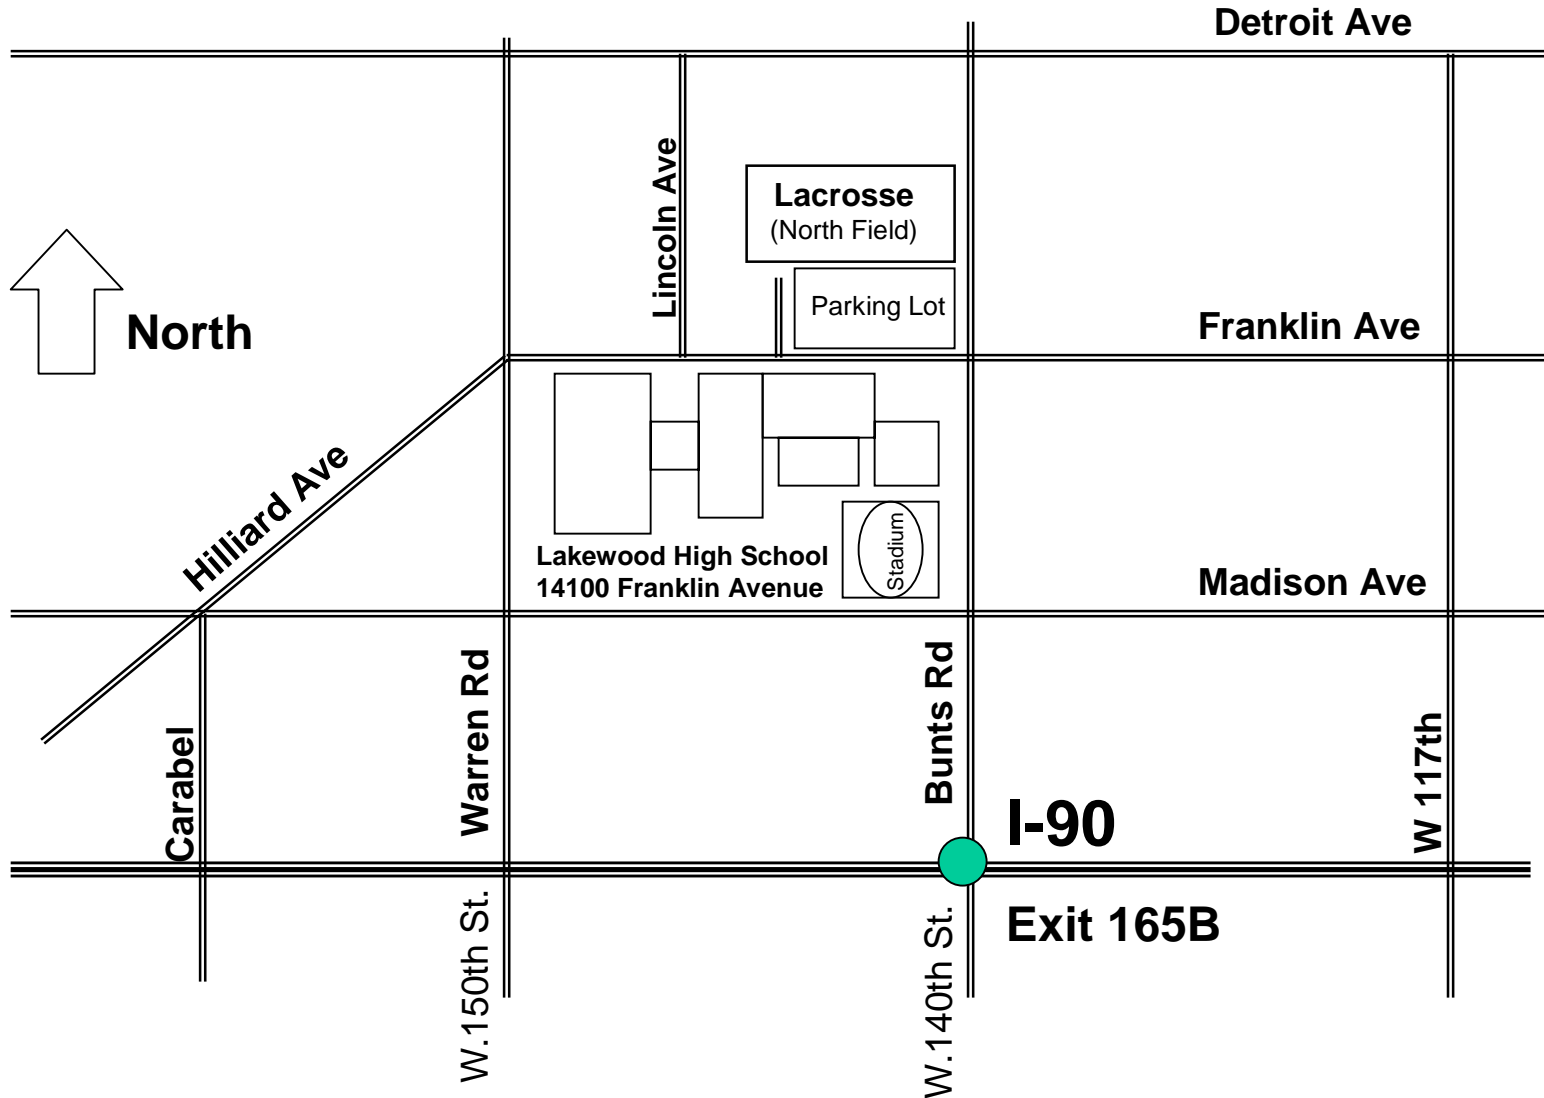 Detroit Ave
Lincoln Ave
Lacrosse
(North Field)
Parking Lot
North
Franklin Ave
Hilliard Ave
Stadium
Lakewood High School
14100 Franklin Avenue
Madison Ave
Carabel
Warren Rd
Bunts Rd
W 117th
I-90
Exit 165B
W.150th St.
W.140th St.